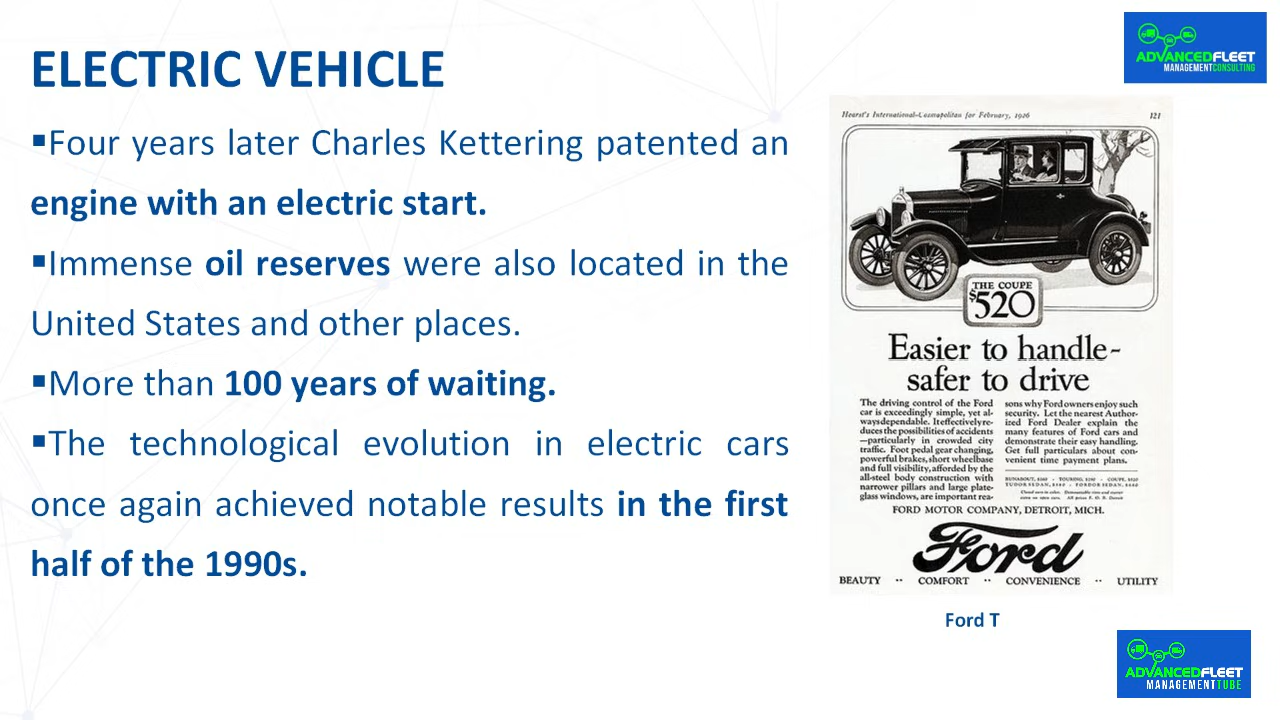 ELECTRIC VEHICLE
▪Four years later Charles Kettering patented an
engine with an electric start.
▪Immense oil reserves were also located in the
United States and other places.
▪More than 100 years of waiting.
▪The technological evolution in electric cars
once again achieved notable results in the first
half of the 1990s.
ADVANCEDFLEET
MANAGEMENTCONSULTING
Hearst's International-Cosmopolitan for February, 1926
121
THE COUPE
$520
Easier to handle-
safer to drive
The driving control of the Ford
car is exceedingly simple, yet al-
ways dependable. It effectively re-
duces the possibilities of accidents
—particularly in crowded city
traffic. Foot pedal gear changing,
powerful brakes, short wheelbase
and full visibility, afforded by the
all-steel body construction with
narrower pillars and large plate-
glass windows, are important rea-
sons why Ford owners enjoy such
security. Let the nearest Author-
ized Ford Dealer explain the
many features of Ford cars and
demonstrate their easy handling.
Get full particulars about con-
venient time payment plans.
FORD MOTOR COMPANY, DETROIT, MICH.
Ford
BEAUTY ·· COMFORT ·· CONVENIENCE ·· UTILITY
Ford T
ADVANCEDFLEET
MANAGEMENTTUBE